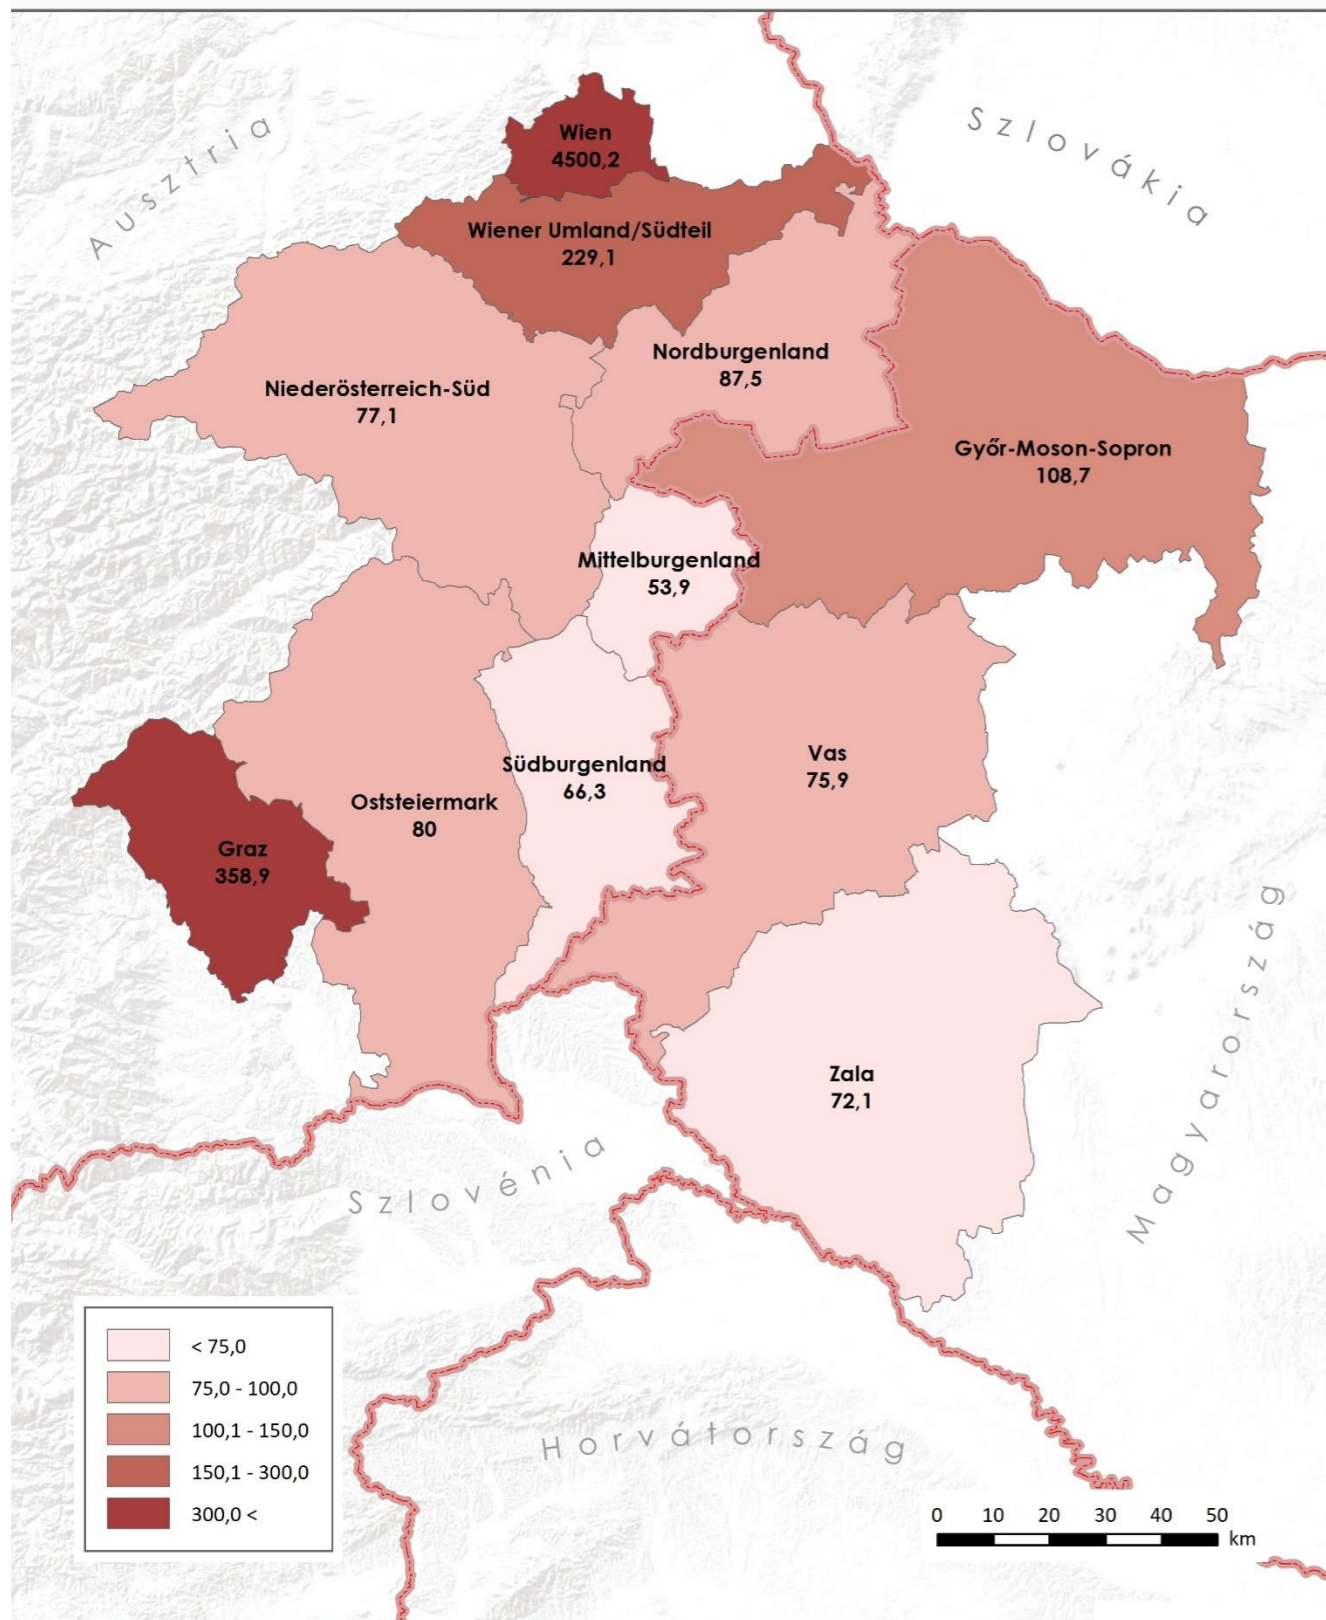 Ausztria
Szlovákia
Wien
4500,2
Wiener Umland/Südteil
229,1
Nordburgenland
87,5
Niederösterreich-Süd
77,1
Győr-Moson-Sopron
108,7
Mittelburgenland
53,9
Vas
75,9
Südburgenland
66,3
Oststeiermark
80
Graz
358,9
Magyarország
Zala
72,1
Szlovénia
Horvátország
< 75,0
75,0 - 100,0
100,1 - 150,0
150,1 - 300,0
300,0 <
0 10 20 30 40 50
km